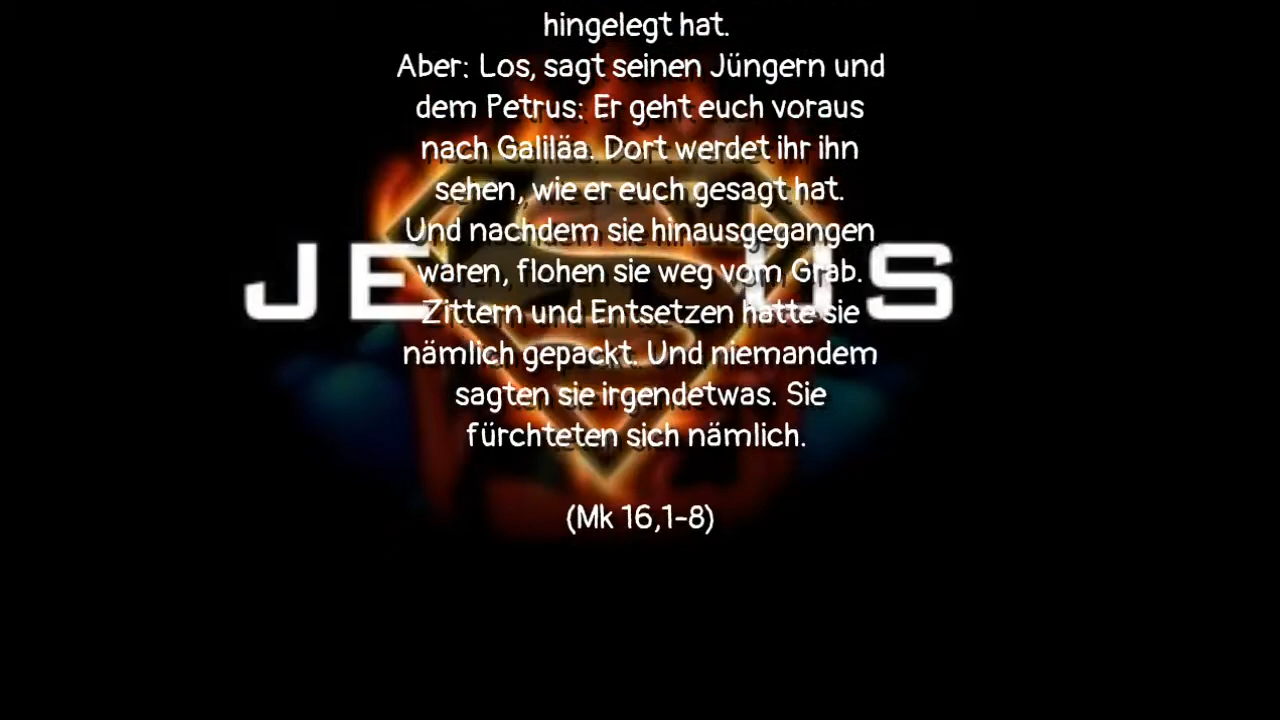 hingelegt hat.
Aber: Los, sagt seinen Jüngern und
dem Petrus: Er geht euch voraus
nach Galiläa. Dort werdet ihr ihn
sehen, wie er euch gesagt hat.
Und nachdem sie hinausgegangen
waren, flohen sie weg vom Grab.
Zittern und Entsetzen hatte sie
nämlich gepackt. Und niemandem
sagten sie irgendetwas. Sie
fürchteten sich nämlich.
(Mk 16,1-8)
JESUS